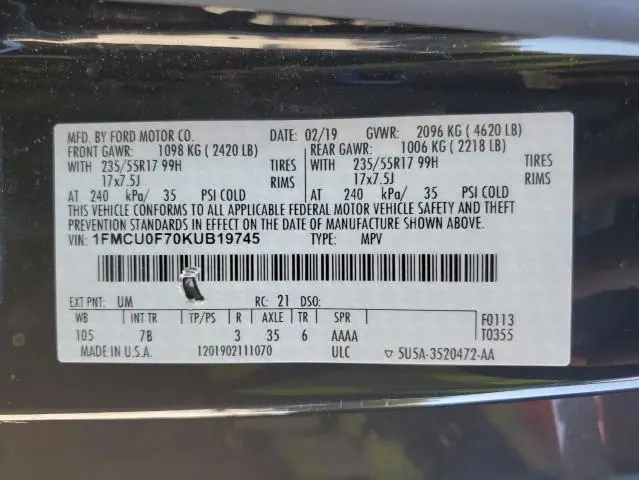 MFD. BY FORD MOTOR CO. DATE: 02/19 GVWR: 2096 KG ( 4620 LB)
FRONT GAWR: 1098 KG ( 2420 LB) REAR GAWR: 1006 KG ( 2218 LB)
WITH 235/55R17 99H TIRES WITH 235/55R17 99H TIRES
17x7.5J RIMS 17x7.5J RIMS
AT 240 kPa/ 35 PSI COLD AT 240 kPa/ 35 PSI COLD
THIS VEHICLE CONFORMS TO ALL APPLICABLE FEDERAL MOTOR VEHICLE SAFETY AND THEFT
PREVENTION STANDARDS IN EFFECT ON THE DATE OF MANUFACTURE SHOWN ABOVE.
VIN: 1FMCU0F70KUB19745 TYPE: MPV
EXT PNT: UM RC: 21 DSO:
WB INT TR TP/PS R AXLE TR SPR F0113
105 7B 3 35 6 AAAA T0355
MADE IN U.S.A. 1201902111070 ULC ▽ 5U5A-3520472-AA